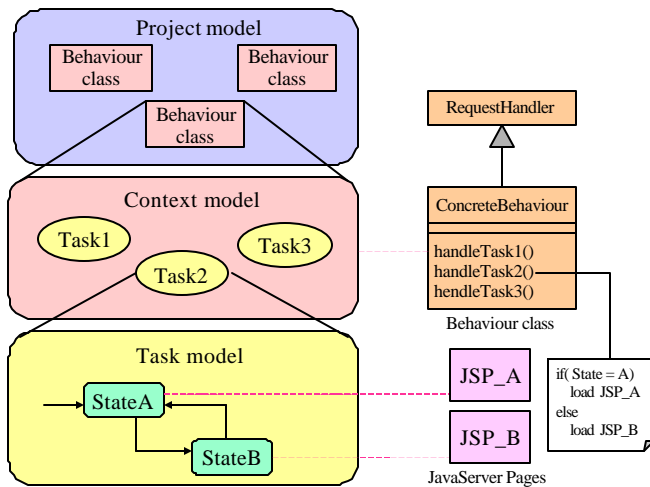 Project model
Behaviour
class
Behaviour
class
Behaviour
class
Context model
Task1
Task2
Task3
Task model
StateA
StateB
RequestHandler
ConcreteBehaviour
handleTask1()
handleTask2()
hendleTask3()
Behaviour class
JSP_A
JSP_B
JavaServer Pages
if( State = A)
load JSP_A
else
load JSP_B